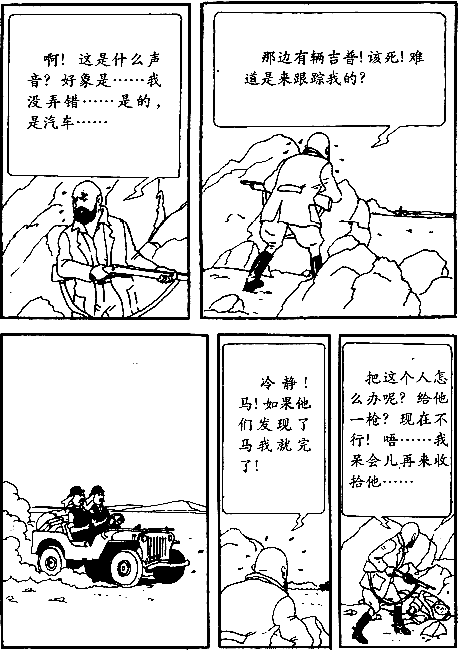 啊！这是什么声
音？好象是……我
没弄错……是的，
是汽车……
那边有辆吉普！该死！难
道是来跟踪我的？
冷静！
马！如果他
们发现了
马我就完
了！
把这个人怎
么办呢？给他
一枪？现在不
行！唔……我
呆会儿再来收
拾他……